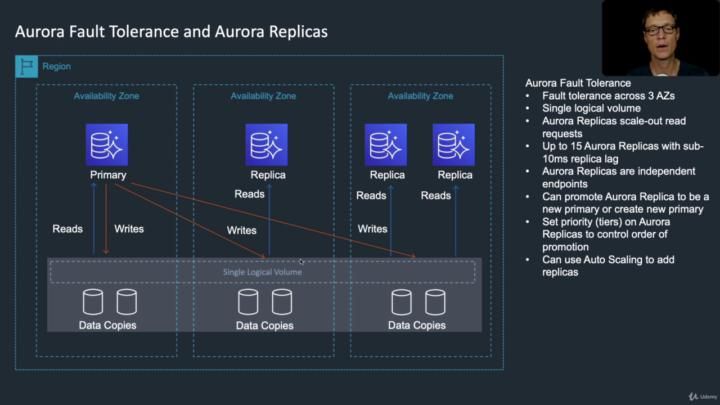 Aurora Fault Tolerance and Aurora Replicas
Region
Availability Zone
Availability Zone
Availability Zone
Primary
Replica
Replica
Replica
Reads
Writes
Reads
Writes
Reads
Reads
Writes
Single Logical Volume
Data Copies
Data Copies
Data Copies
Aurora Fault Tolerance
• Fault tolerance across 3 AZs
• Single logical volume
• Aurora Replicas scale-out read
requests
• Up to 15 Aurora Replicas with sub-
10ms replica lag
• Aurora Replicas are independent
endpoints
• Can promote Aurora Replica to be a
new primary or create new primary
• Set priority (tiers) on Aurora
Replicas to control order of
promotion
• Can use Auto Scaling to add
replicas
Udemy